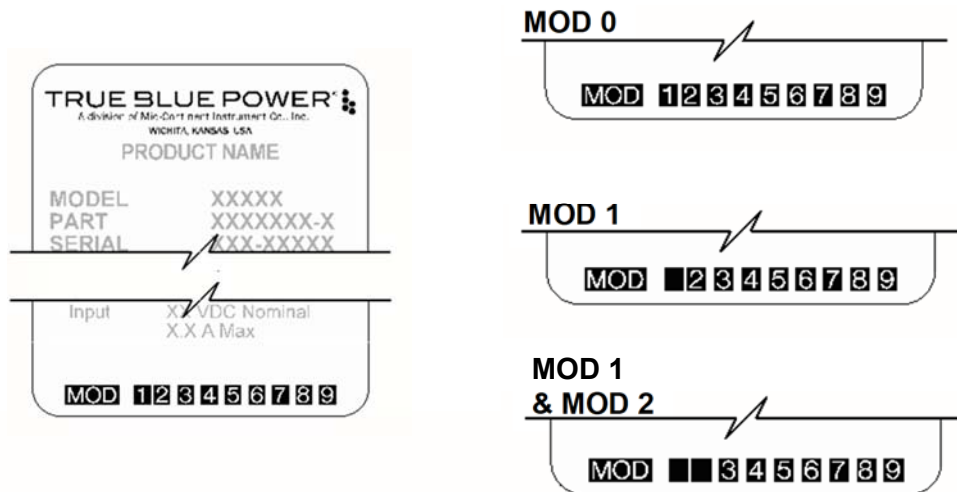 TRUE BLUE POWER
A division of Mid-Continent Instrument Co., Inc.
WICHITA, KANSAS USA
PRODUCT NAME
MODEL XXXXX
PART XXXXXXX-X
SERIAL XXX-XXXXX
Input XX VDC Nominal
X.X A Max
MOD 1 2 3 4 5 6 7 8 9
MOD 0
MOD 1 2 3 4 5 6 7 8 9
MOD 1
MOD 2 3 4 5 6 7 8 9
MOD 1
& MOD 2
MOD 3 4 5 6 7 8 9